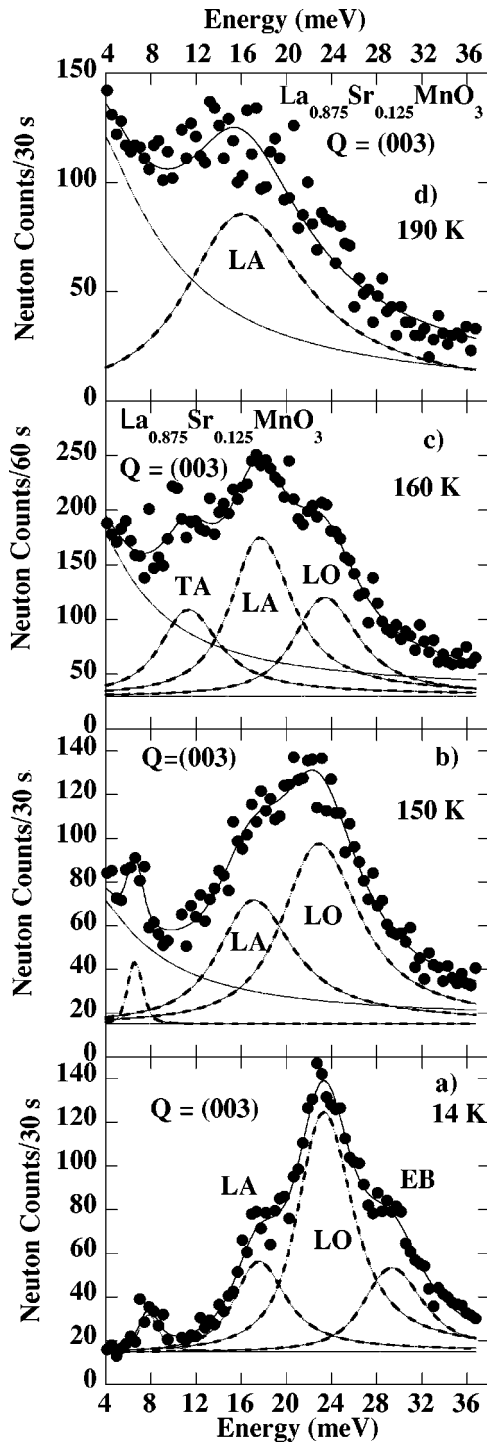 Energy (meV)
4 8 12 16 20 24 28 32 36
150
100
50
0
Neuton Counts/30 s
La0.875Sr0.125MnO3
Q = (003)
d)
190 K
LA
250
200
150
100
50
0
Neuton Counts/60 s
La0.875Sr0.125MnO3
Q = (003)
c)
160 K
TA
LA
LO
140
120
100
80
60
40
20
0
Neuton Counts/30 s
Q=(003)
b)
150 K
LA
LO
140
120
100
80
60
40
20
0
Neuton Counts/30 s
Q = (003)
a)
14 K
LA
LO
EB
4 8 12 16 20 24 28 32 36
Energy (meV)